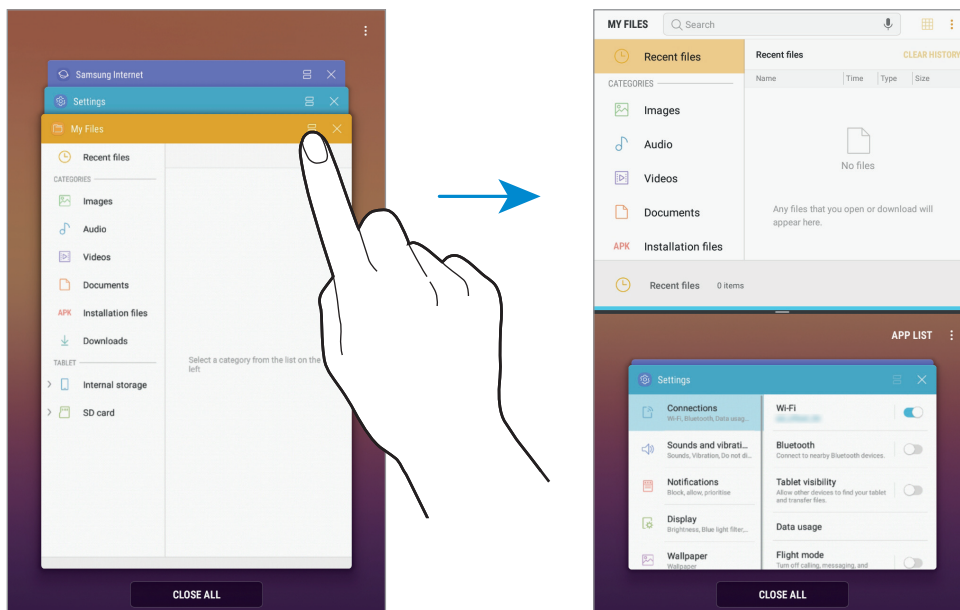 Samsung Internet
Settings
My Files
Recent files
CATEGORIES
Images
Audio
Videos
Documents
APK Installation files
Downloads
TABLET
Internal storage
SD card
Select a category from the list on the
left
CLOSE ALL
MY FILES
Search
Recent files
CATEGORIES
Images
Audio
Videos
Documents
APK Installation files
Recent files CLEAR HISTORY
Name Time Type Size
No files
Any files that you open or download will
appear here.
Recent files 0 items
APP LIST
Settings
Connections
Wi-Fi, Bluetooth, Data usag...
Sounds and vibrati...
Sounds, Vibration, Do not di...
Notifications
Block, allow, prioritise
Display
Brightness, Blue light filter,...
Wallpaper
Wallpaper
Wi-Fi
Bluetooth
Connect to nearby Bluetooth devices.
Tablet visibility
Allow other devices to find your tablet
and transfer files.
Data usage
Flight mode
Turn off calling, messaging, and
CLOSE ALL